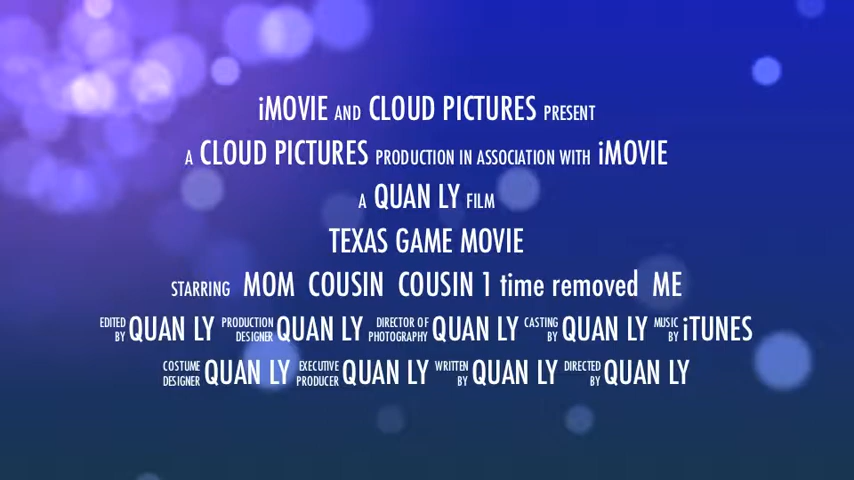 iMOVIE AND CLOUD PICTURES PRESENT
A CLOUD PICTURES PRODUCTION IN ASSOCIATION WITH iMOVIE
A QUAN LY FILM
TEXAS GAME MOVIE
STARRING MOM COUSIN COUSIN 1 time removed ME
EDITED BY QUAN LY PRODUCTION DESIGNER QUAN LY DIRECTOR OF PHOTOGRAPHY QUAN LY CASTING BY QUAN LY MUSIC BY iTUNES
COSTUME DESIGNER QUAN LY EXECUTIVE PRODUCER QUAN LY WRITTEN BY QUAN LY DIRECTED BY QUAN LY